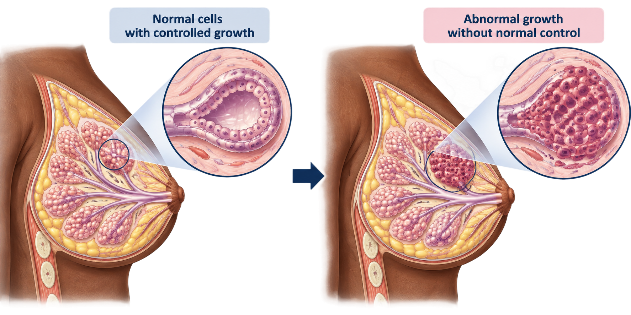 Normal cells
with controlled growth
Abnormal growth
without normal control